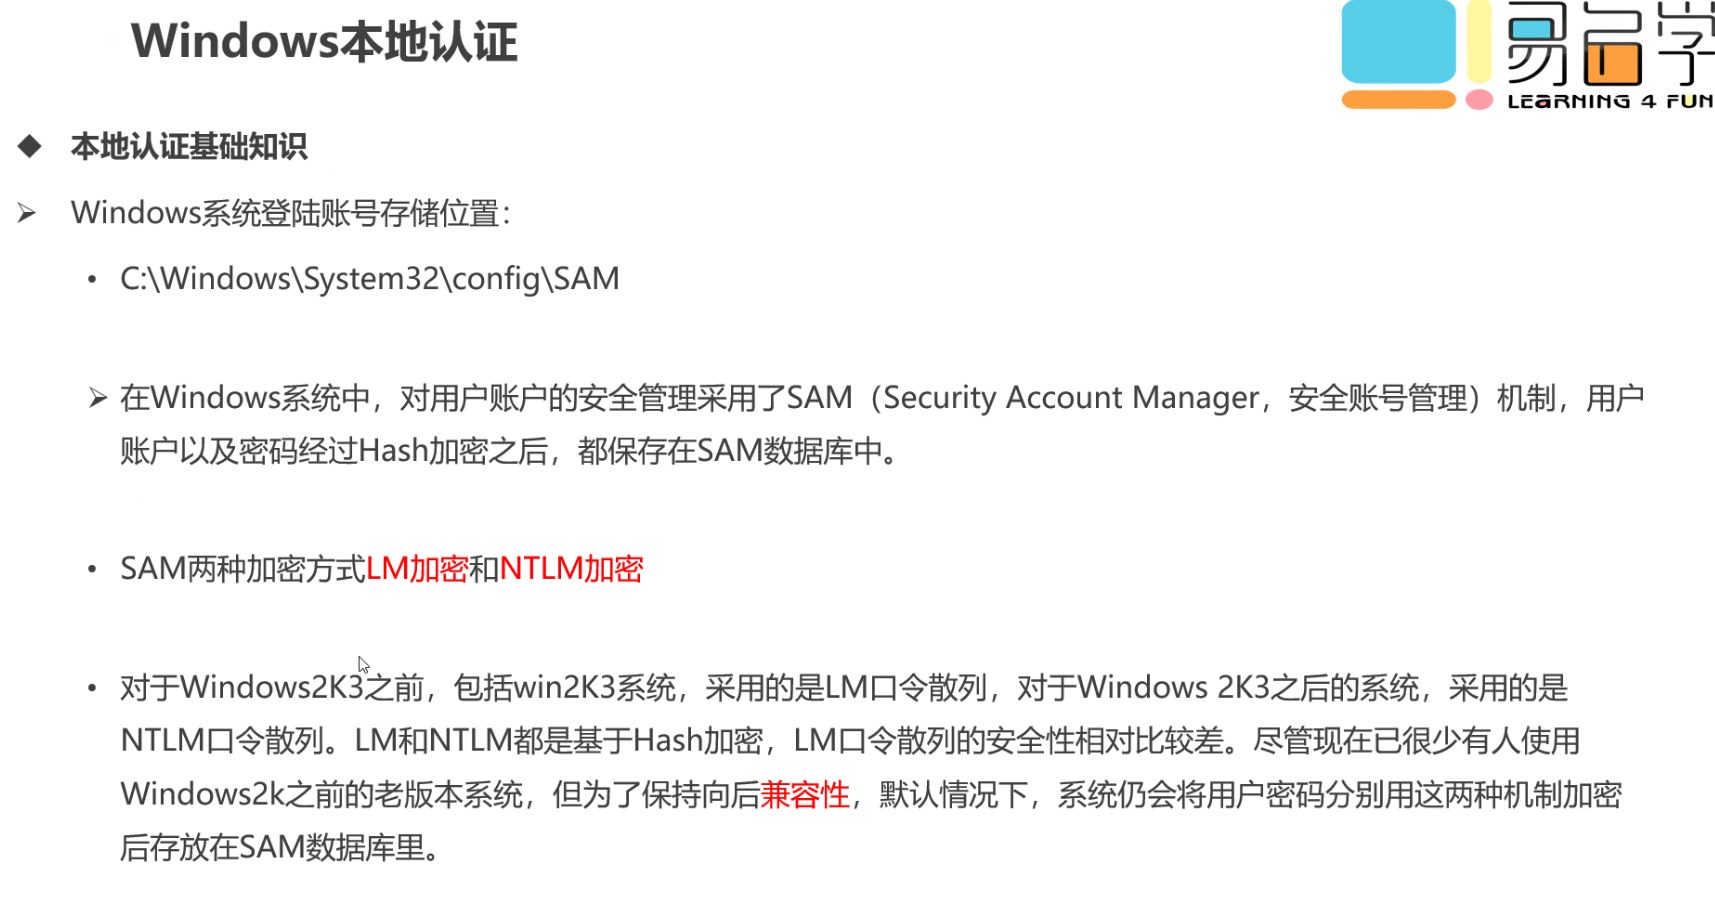 Windows本地认证
易启学
LEARNING 4 FUN
◆ 本地认证基础知识
➢ Windows系统登陆账号存储位置：
• C:\Windows\System32\config\SAM
➢ 在Windows系统中，对用户账户的安全管理采用了SAM（Security Account Manager，安全账号管理）机制，用户
账户以及密码经过Hash加密之后，都保存在SAM数据库中。
• SAM两种加密方式LM加密和NTLM加密
• 对于Windows2K3之前，包括win2K3系统，采用的是LM口令散列，对于Windows 2K3之后的系统，采用的是
NTLM口令散列。LM和NTLM都是基于Hash加密，LM口令散列的安全性相对比较差。尽管现在已很少有人使用
Windows2k之前的老版本系统，但为了保持向后兼容性，默认情况下，系统仍会将用户密码分别用这两种机制加密
后存放在SAM数据库里。